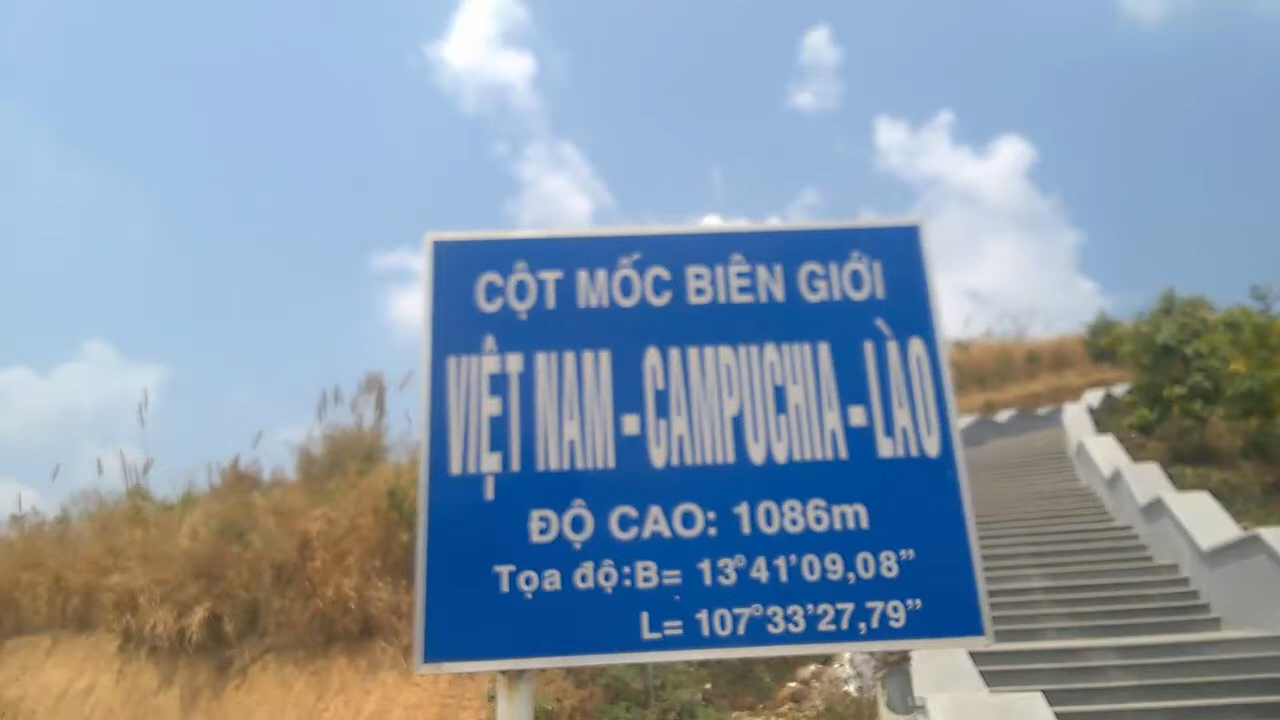 CỘT MỐC BIÊN GIỚI
VIỆT NAM - CAMPUCHIA - LÀO
ĐỘ CAO: 1086m
Tọa độ:B= 13°41'09,08”
L= 107°33'27,79”